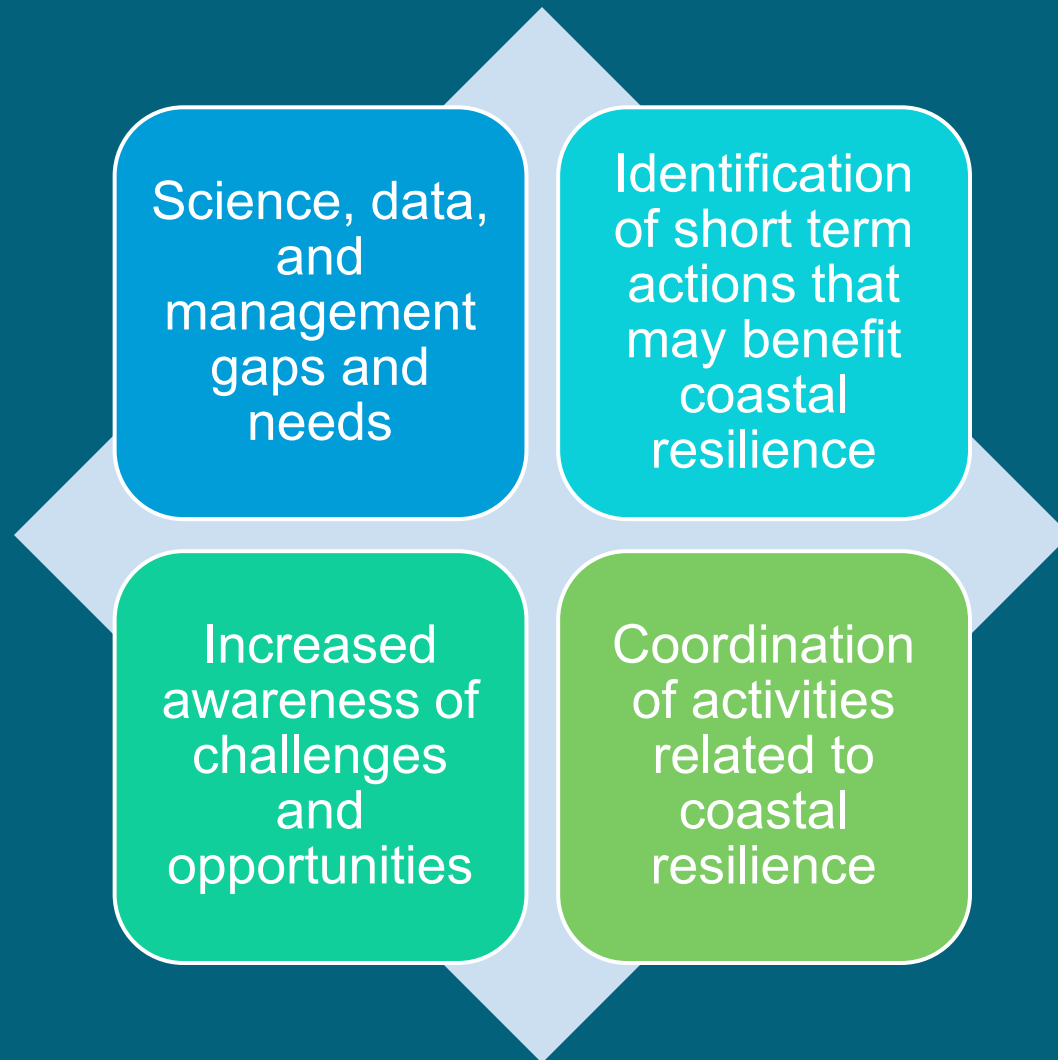 Science, data,
and
management
gaps and
needs
Identification
of short term
actions that
may benefit
coastal
resilience
Increased
awareness of
challenges
and
opportunities
Coordination
of activities
related to
coastal
resilience